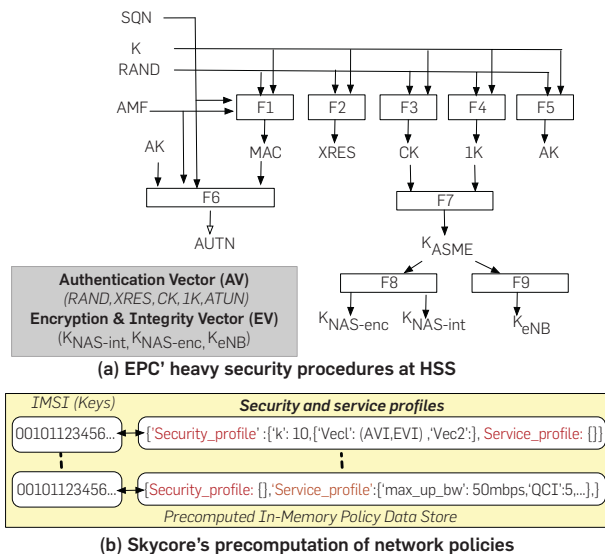 SQN
K
RAND
AMF
F1 F2 F3 F4 F5
AK MAC XRES CK 1K AK
F6 F7
AUTN
KASME
F8 F9
KNAS-enc KNAS-int KeNB
Authentication Vector (AV)
(RAND,XRES,CK,1K,ATUN)
Encryption & Integrity Vector (EV)
(KNAS-int,KNAS-enc,KeNB)
(a) EPC' heavy security procedures at HSS
IMSI (Keys) Security and service profiles
00101123456... {'Security_profile' :{'k': 10,{'Vecl': (AVI,EVI) ,'Vec2':}, Service_profile: {}]
00101123456... {Security_profile: {},'Service_profile':{'max_up_bw': 50mbps,'QCI':5,...},}
Precomputed In-Memory Policy Data Store
(b) Skycore's precomputation of network policies